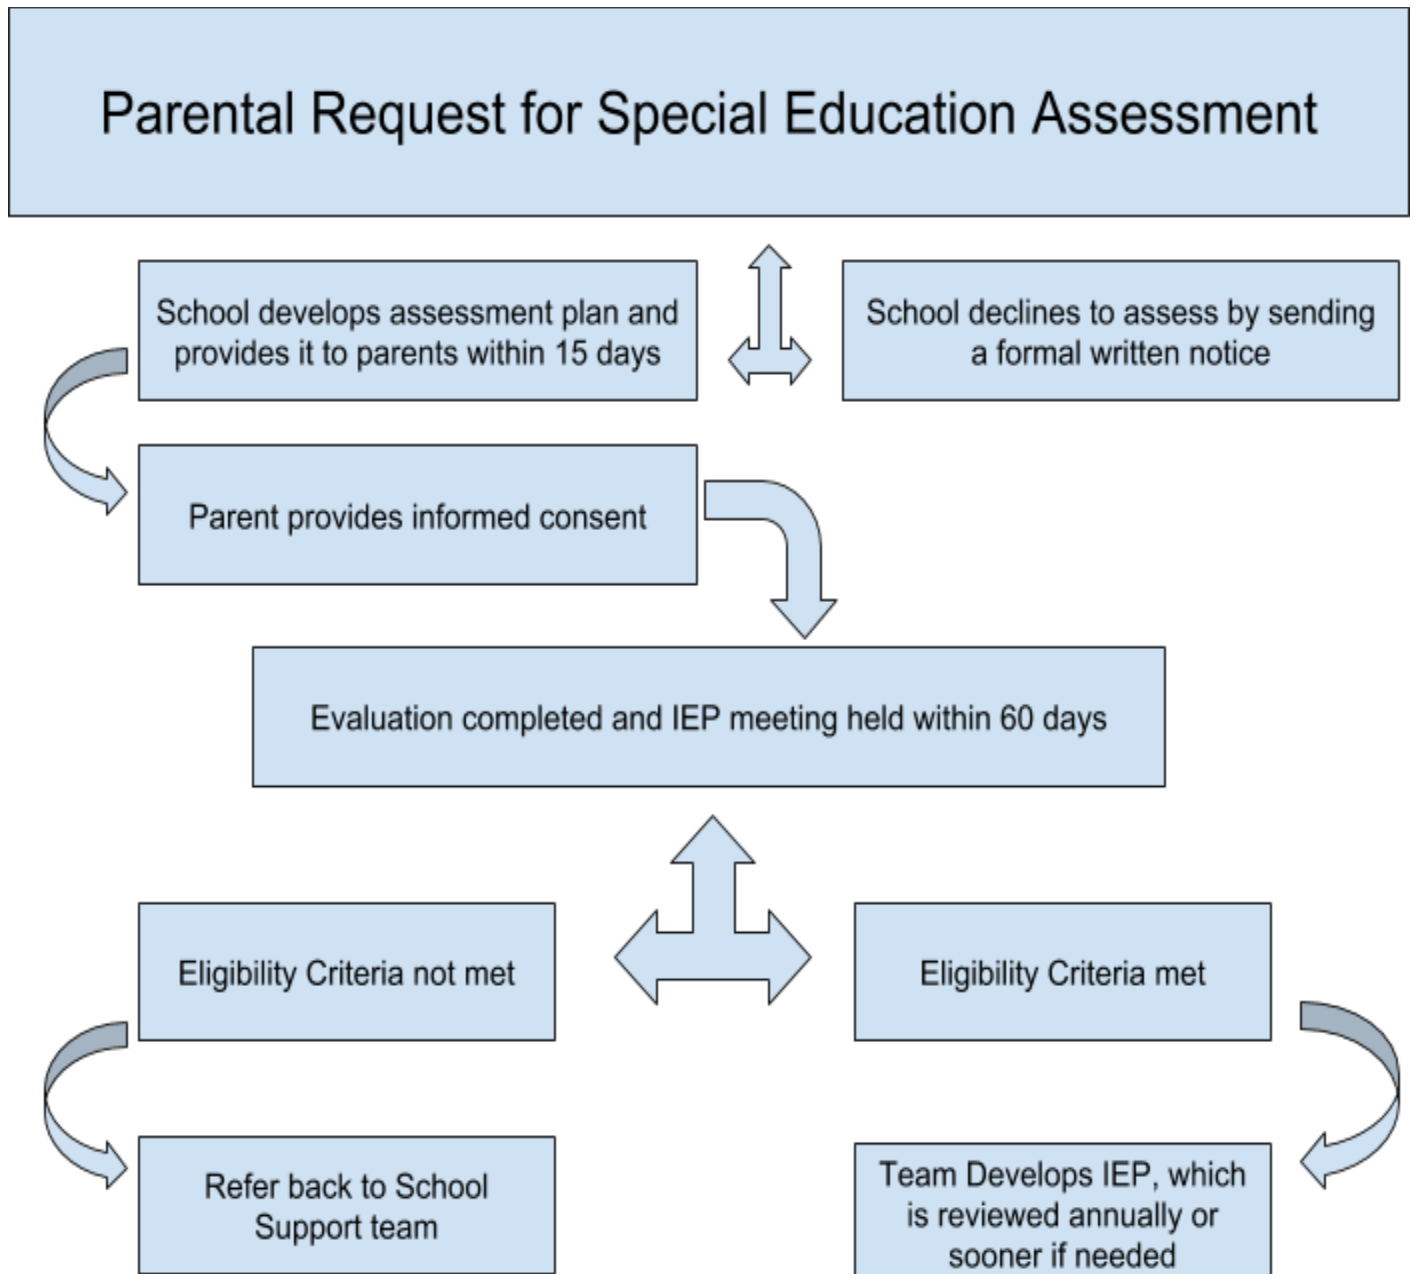 Parental Request for Special Education Assessment
School develops assessment plan and
provides it to parents within 15 days
School declines to assess by sending
a formal written notice
Parent provides informed consent
Evaluation completed and IEP meeting held within 60 days
Eligibility Criteria not met
Eligibility Criteria met
Refer back to School
Support team
Team Develops IEP, which
is reviewed annually or
sooner if needed